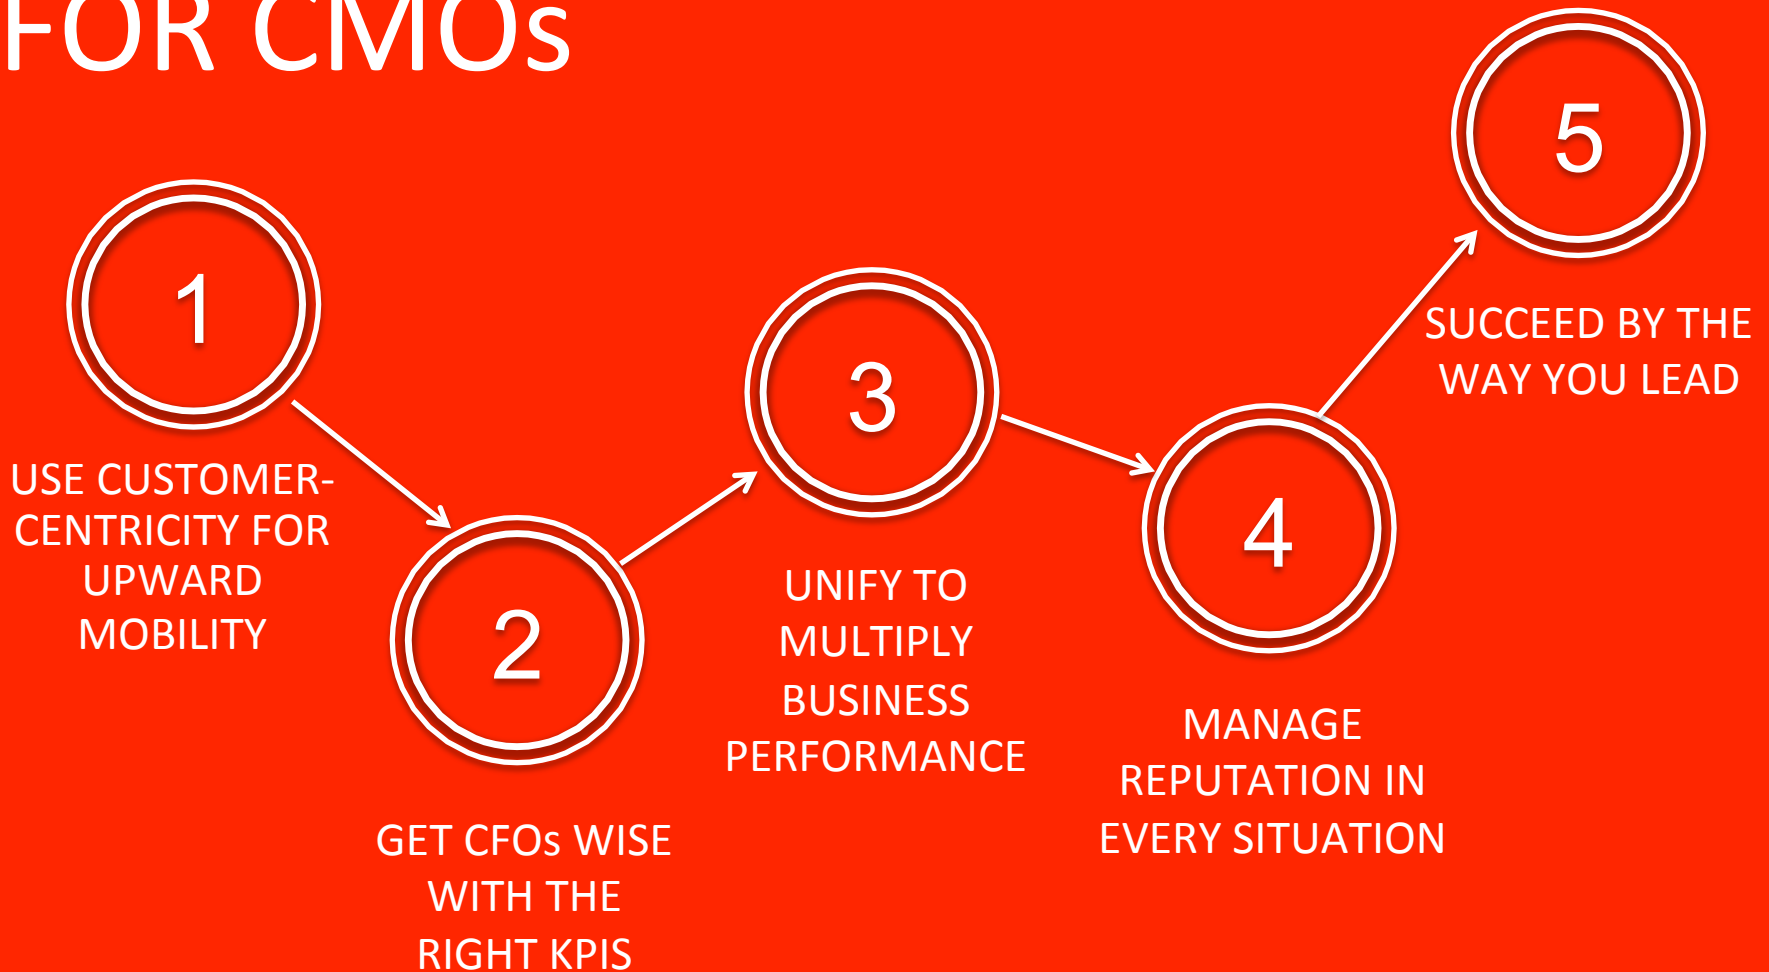 FOR CMOs
1
USE CUSTOMER-
CENTRICITY FOR
UPWARD
MOBILITY
2
GET CFOs WISE
WITH THE
RIGHT KPIS
3
UNIFY TO
MULTIPLY
BUSINESS
PERFORMANCE
4
MANAGE
REPUTATION IN
EVERY SITUATION
5
SUCCEED BY THE
WAY YOU LEAD